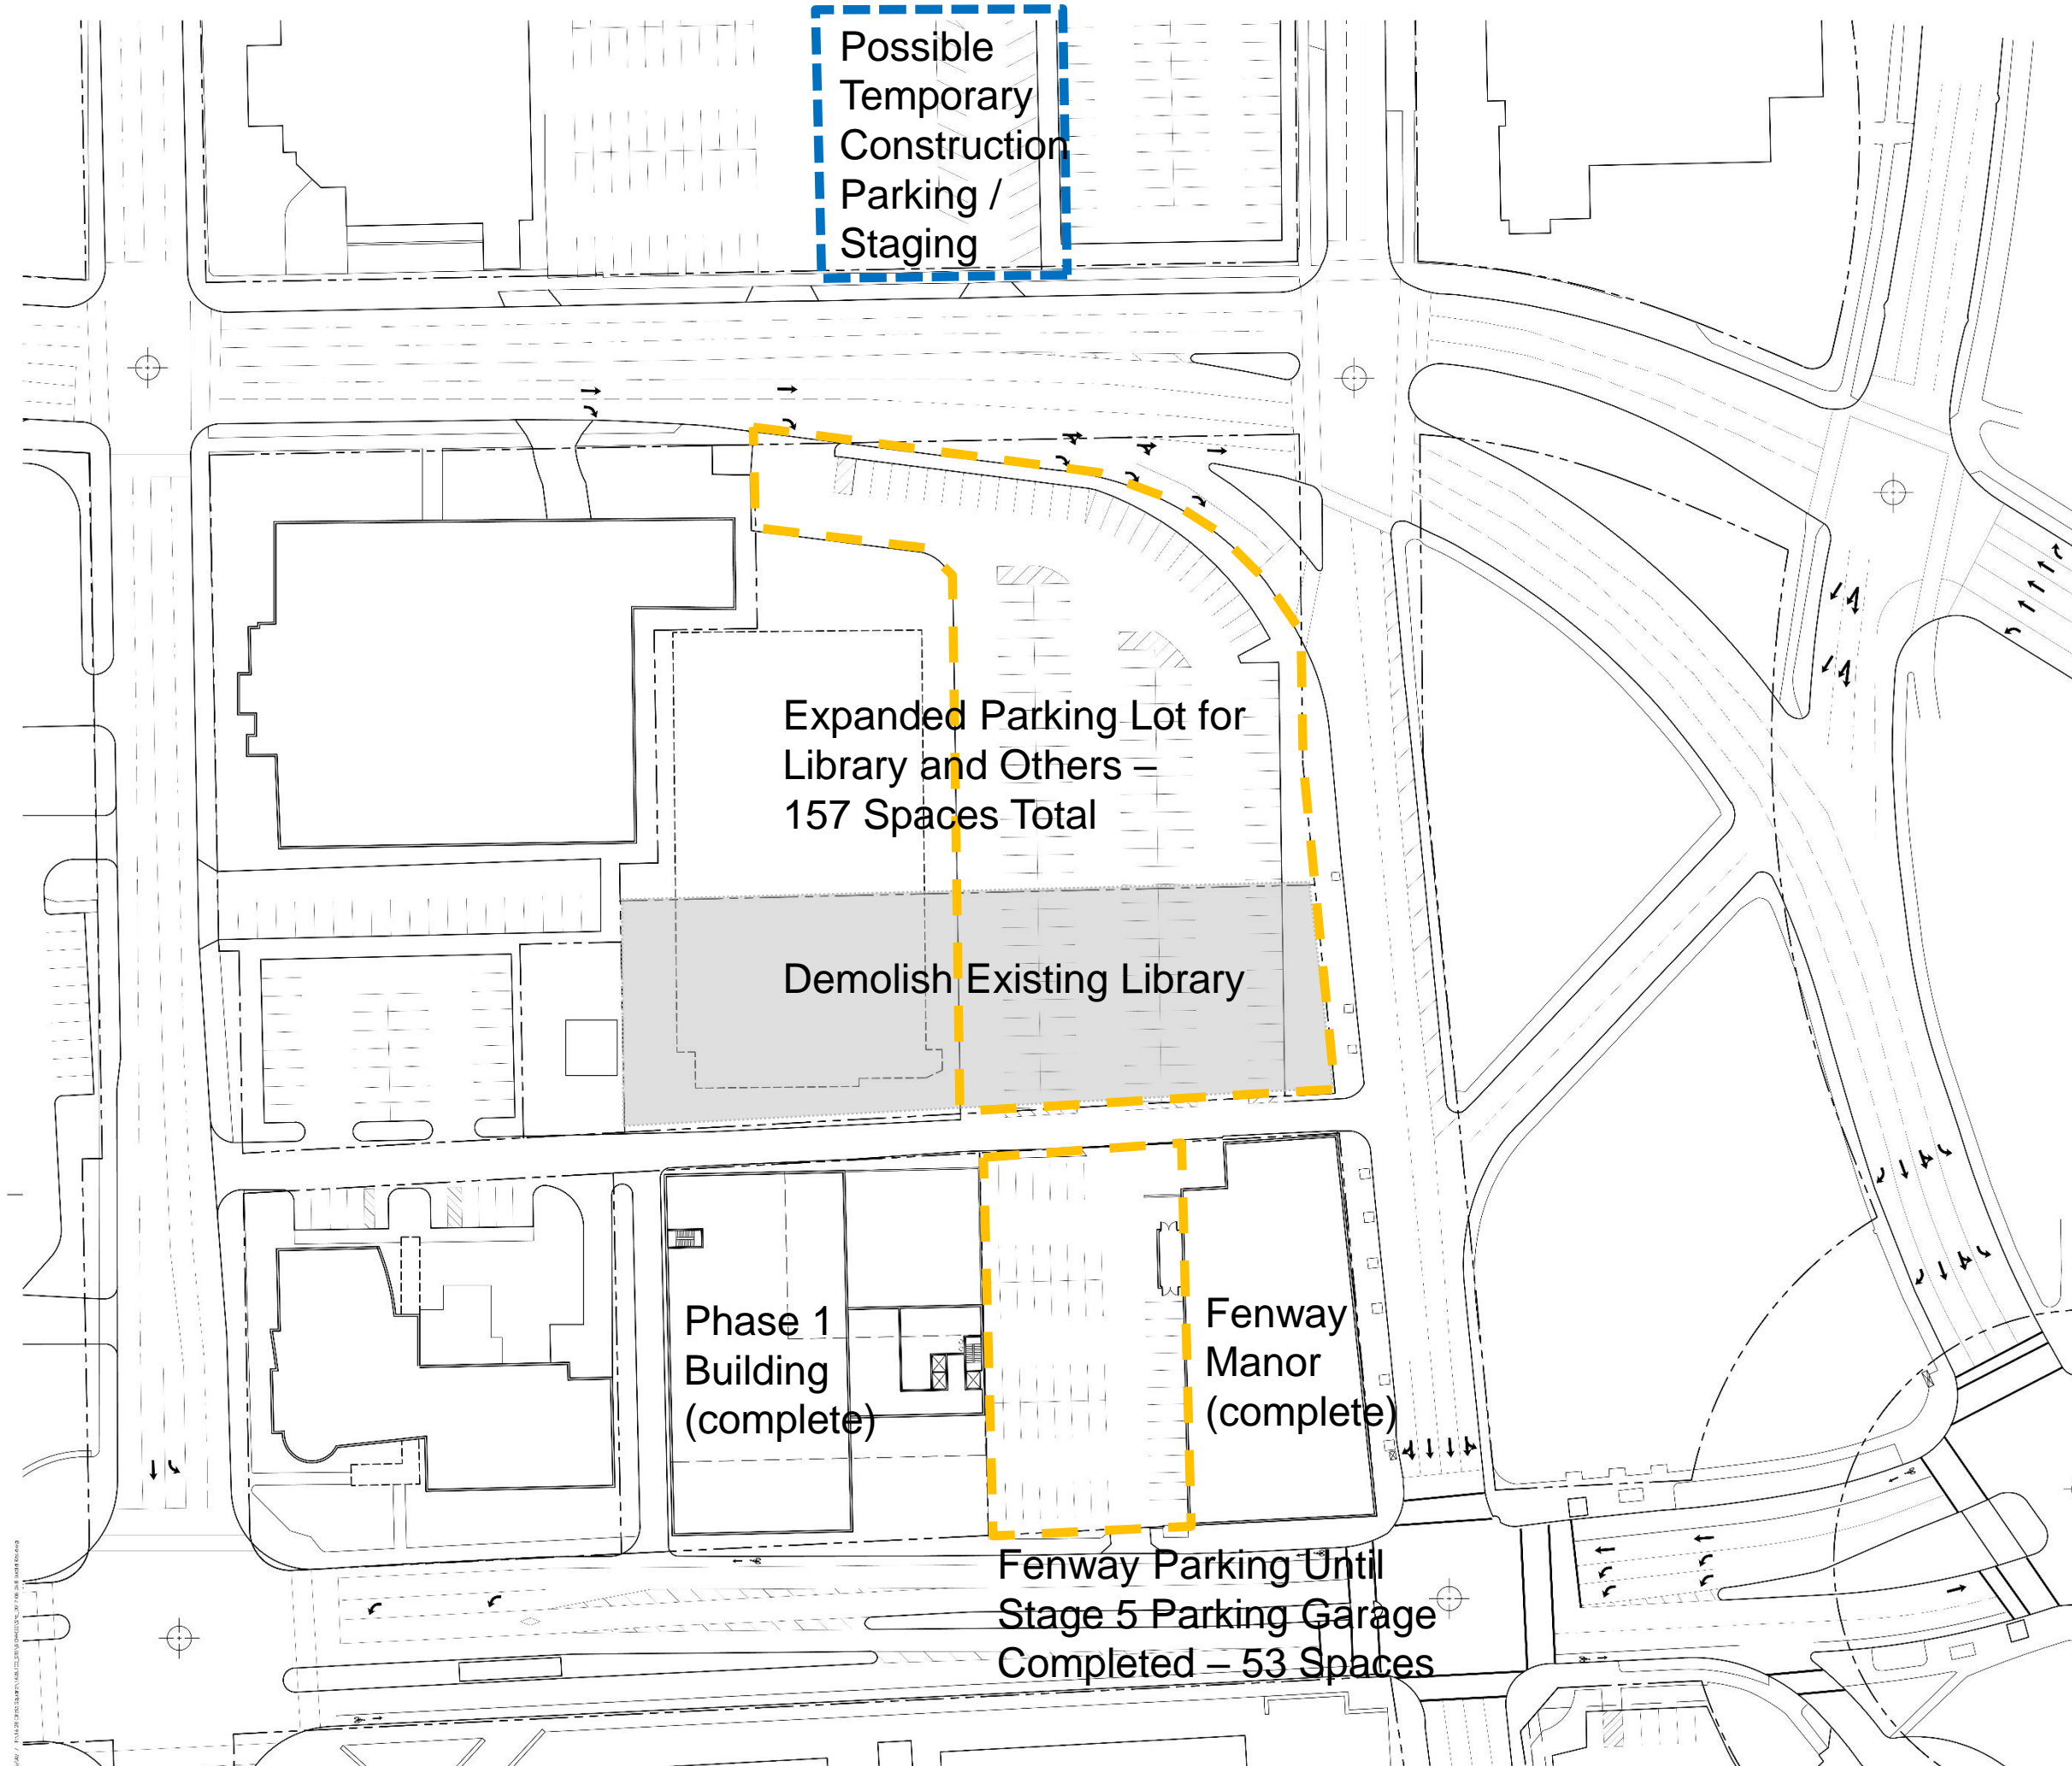 Possible
Temporary
Construction
Parking /
Staging
Expanded Parking Lot for
Library and Others –
157 Spaces Total
Demolish Existing Library
Phase 1
Building
(complete)
Fenway
Manor
(complete)
Fenway Parking Until
Stage 5 Parking Garage
Completed – 53 Spaces